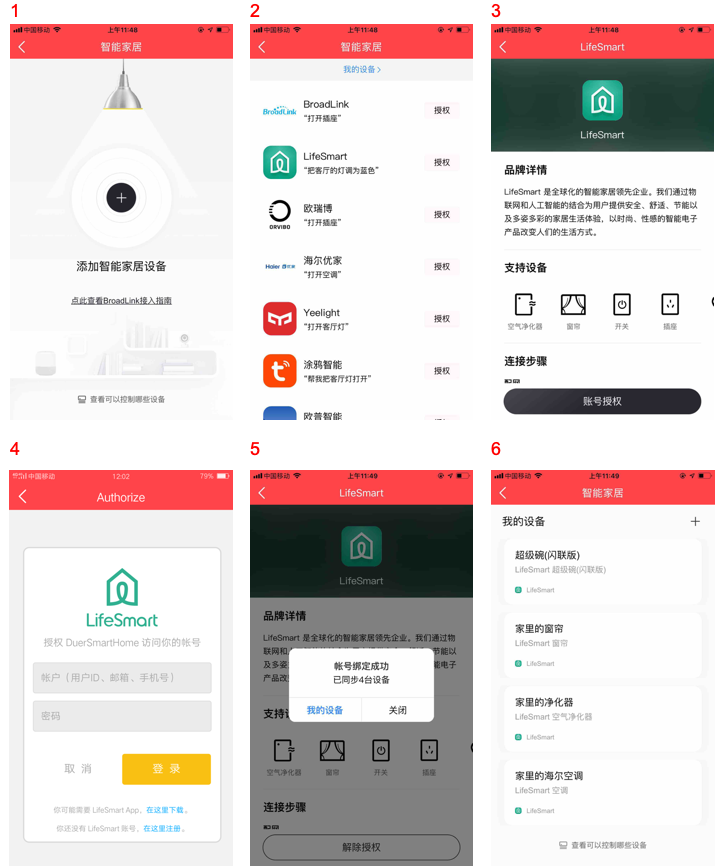 1
中国移动
上午11:48
智能家居
添加智能家居设备
点此查看BroadLink接入指南
查看可以控制哪些设备
2
中国移动
上午11:48
智能家居
我的设备
BroadLink
BroadLink
“打开插座”
授权
LifeSmart
“把客厅的灯调为蓝色”
授权
ORVIBO
欧瑞博
“打开插座”
授权
Haier
海尔优家
“打开空调”
授权
Yeelight
“打开客厅灯”
授权
涂鸦智能
“帮我把客厅灯打开”
授权
欧普智能
授权
3
中国移动
上午11:48
LifeSmart
LifeSmart
品牌详情
LifeSmart 是全球化的智能家居领先企业。我们通过物
联网和人工智能的结合为用户提供安全、舒适、节能以
及多姿多彩的家居生活体验，以时尚、性感的智能电子
产品改变人们的生活方式。
支持设备
空气净化器
窗帘
开关
插座
连接步骤
账号授权
4
中国移动
12:02
79%
Authorize
LifeSmart
授权 DuerSmartHome 访问你的帐号
帐户（用户ID、邮箱、手机号）
密码
取 消
登 录
你可能需要 LifeSmart App，在这里下载。
你还没有 LifeSmart 账号，在这里注册。
5
中国移动
上午11:49
LifeSmart
LifeSmart
品牌详情
LifeSmart 是全球化的智能家居领先企业。我们通过物
联网和
节能以
及多姿
能电子
产品改
帐号绑定成功
已同步4台设备
我的设备
关闭
支持
空气净化器
窗帘
开关
插座
连接步骤
解除授权
6
中国移动
上午11:49
智能家居
我的设备
超级碗(闪联版)
LifeSmart 超级碗(闪联版)
LifeSmart
家里的窗帘
LifeSmart 窗帘
LifeSmart
家里的净化器
LifeSmart 空气净化器
LifeSmart
家里的海尔空调
LifeSmart 空调
LifeSmart
查看可以控制哪些设备